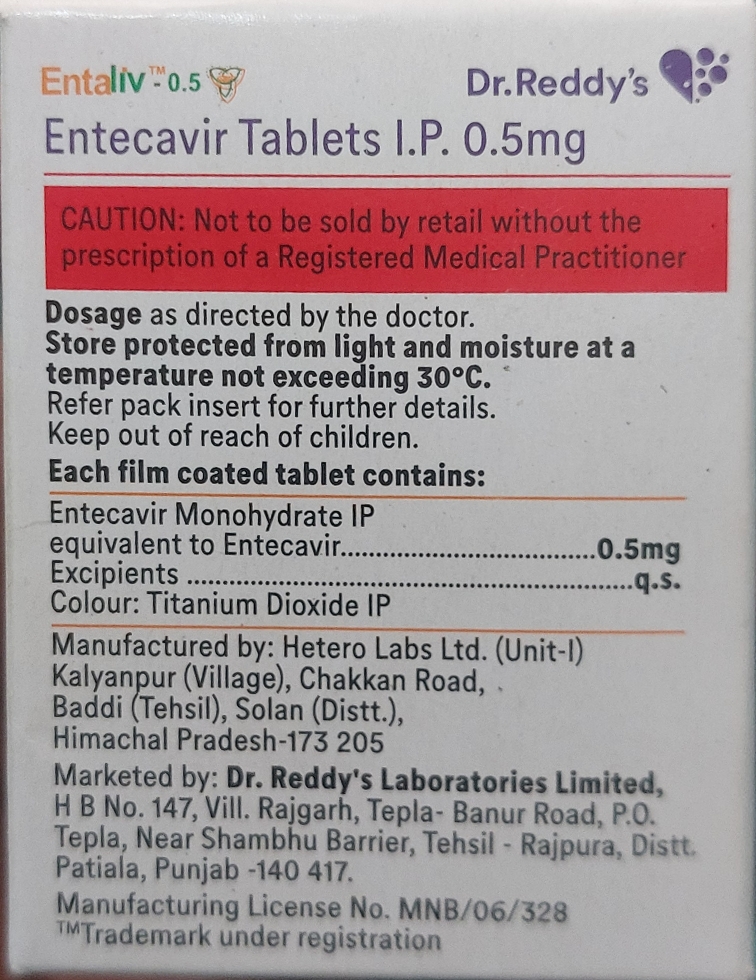 Entaliv™-0.5
Dr.Reddy's
Entecavir Tablets I.P. 0.5mg
CAUTION: Not to be sold by retail without the
prescription of a Registered Medical Practitioner
Dosage as directed by the doctor.
Store protected from light and moisture at a
temperature not exceeding 30°C.
Refer pack insert for further details.
Keep out of reach of children.
Each film coated tablet contains:
Entecavir Monohydrate IP
equivalent to Entecavir..................................0.5mg
Excipients ............................................................q.s.
Colour: Titanium Dioxide IP
Manufactured by: Hetero Labs Ltd. (Unit-I)
Kalyanpur (Village), Chakkan Road,
Baddi (Tehsil), Solan (Distt.),
Himachal Pradesh-173 205
Marketed by: Dr. Reddy's Laboratories Limited,
H B No. 147, Vill. Rajgarh, Tepla- Banur Road, P.O.
Tepla, Near Shambhu Barrier, Tehsil - Rajpura, Distt.
Patiala, Punjab -140 417.
Manufacturing License No. MNB/06/328
™Trademark under registration